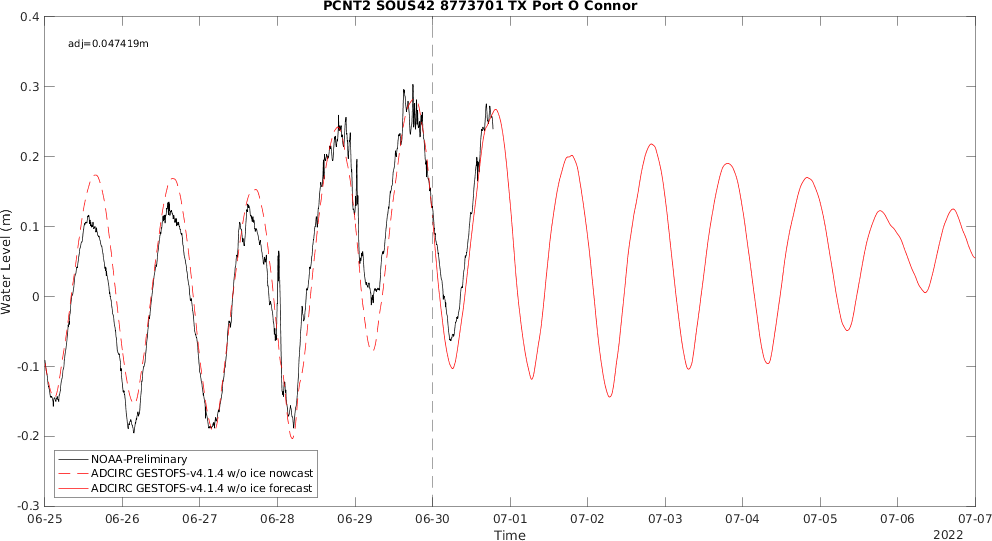 PCNT2 SOUS42 8773701 TX Port O Connor
adj=0.047419m
Water Level (m)
0.4
0.3
0.2
0.1
0
-0.1
-0.2
-0.3
NOAA-Preliminary
ADCIRC GESTOFS-v4.1.4 w/o ice nowcast
ADCIRC GESTOFS-v4.1.4 w/o ice forecast
06-25 06-26 06-27 06-28 06-29 06-30 07-01 07-02 07-03 07-04 07-05 07-06 07-07
Time
2022